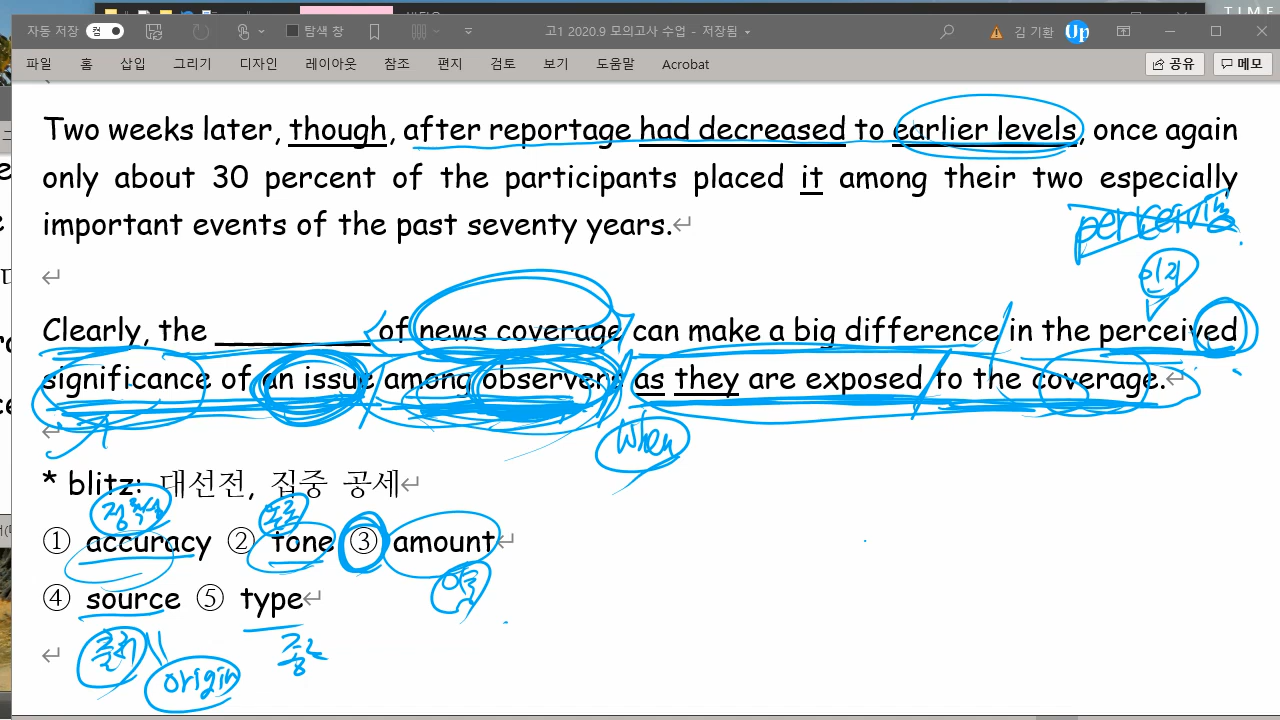 TIME
자동 저장 컴 탐색 창 고1 2020.9 모의고사 수업 - 저장됨 김 기환 Up
파일 홈 삽입 그리기 디자인 레이아웃 참조 편지 검토 보기 도움말 Acrobat 공유 메모
Two weeks later, though, after reportage had decreased to earlier levels, once again
only about 30 percent of the participants placed it among their two especially
important events of the past seventy years.
perceiving
인지
Clearly, the __________ of news coverage can make a big difference in the perceived
significance of an issue among observers as they are exposed to the coverage.
when
* blitz: 대선전, 집중 공세
정확성 논조
① accuracy ② tone ③ amount
④ source ⑤ type
출처 origin 종류